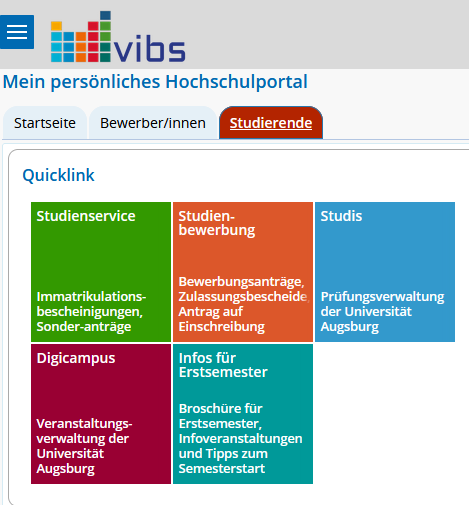 vibs
Mein persönliches Hochschulportal
Startseite
Bewerber/innen
Studierende
Quicklink
Studienservice
Immatrikulations-
bescheinigungen,
Sonder-anträge
Studien-
bewerbung
Bewerbungsanträge,
Zulassungsbescheide,
Antrag auf
Einschreibung
Studis
Prüfungsverwaltung
der Universität
Augsburg
Digicampus
Veranstaltungs-
verwaltung der
Universität
Augsburg
Infos für
Erstsemester
Broschüre für
Erstsemester,
Infoveranstaltungen
und Tipps zum
Semesterstart